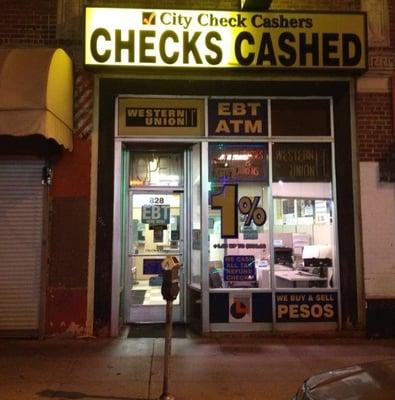 City Check Cashers
CHECKS CASHED
WESTERN
UNION
EBT
ATM
WESTERN
UNION
828
EBT
1%
WE CASH
ALL TAX
REFUND
CHECKS
WE BUY & SELL
PESOS